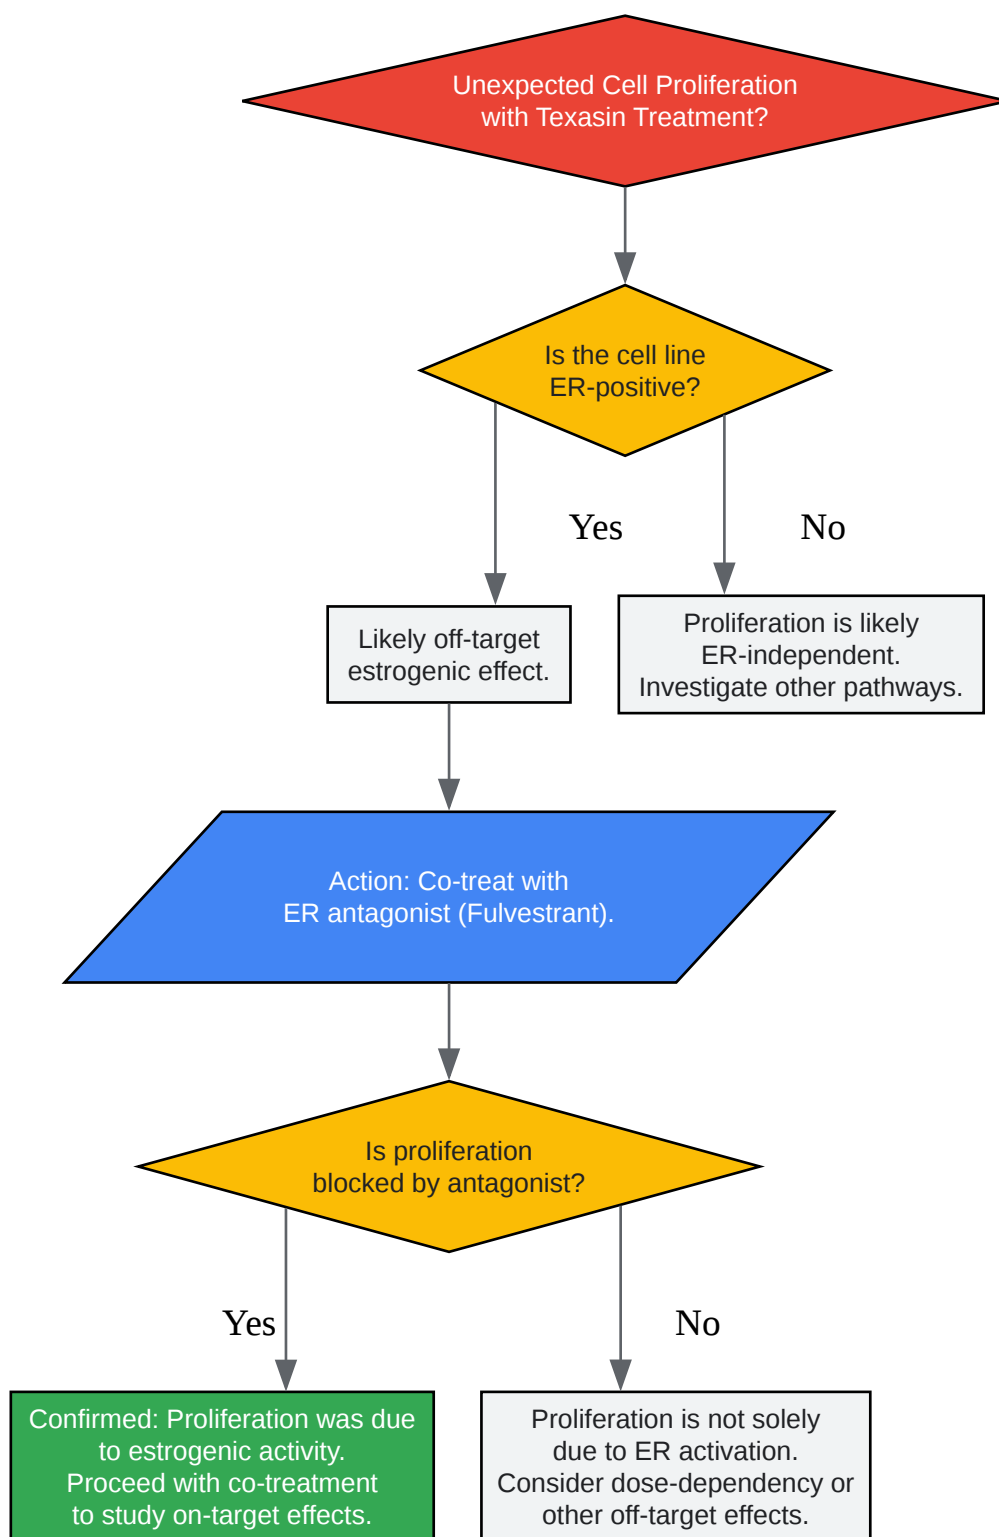 Unexpected Cell Proliferation
with Texasin Treatment?
Is the cell line
ER-positive?
Yes
No
Likely off-target
estrogenic effect.
Proliferation is likely
ER-independent.
Investigate other pathways.
Action: Co-treat with
ER antagonist (Fulvestrant).
Is proliferation
blocked by antagonist?
Yes
No
Confirmed: Proliferation was due
to estrogenic activity.
Proceed with co-treatment
to study on-target effects.
Proliferation is not solely
due to ER activation.
Consider dose-dependency or
other off-target effects.